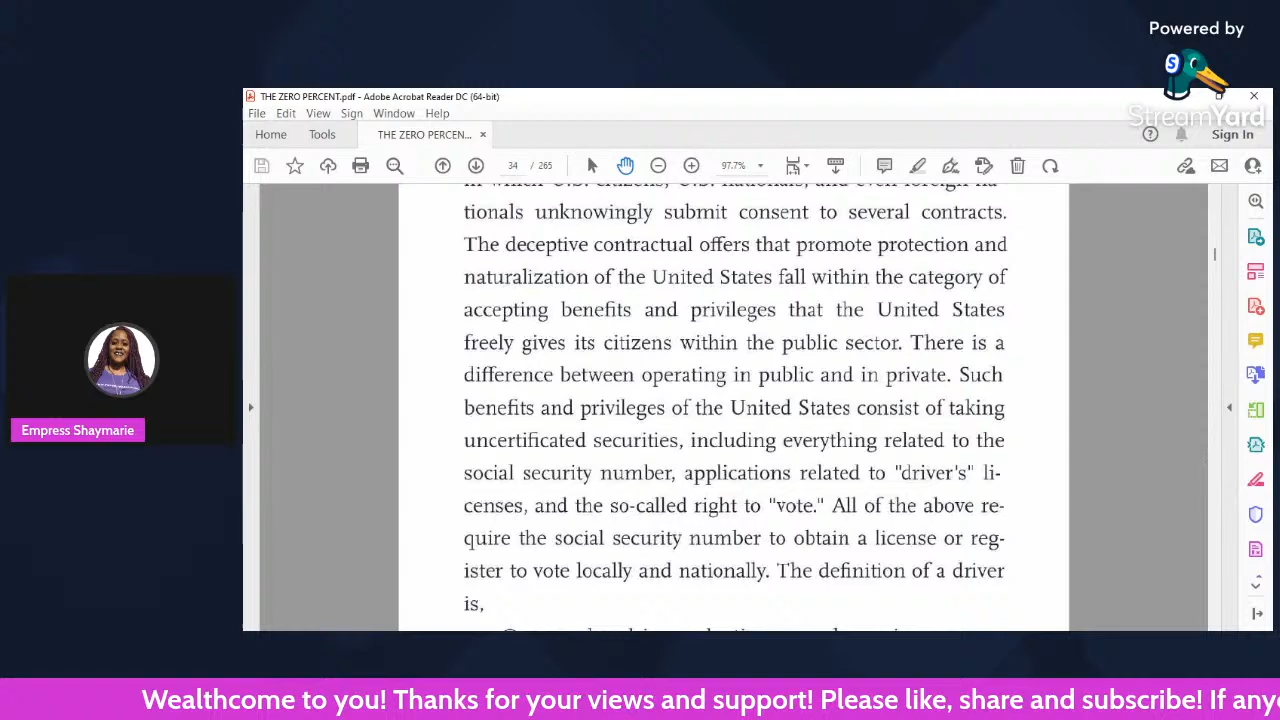 Powered by
StreamYard
THE ZERO PERCENT.pdf - Adobe Acrobat Reader DC (64-bit)
File Edit View Sign Window Help
Home Tools THE ZERO PERCEN... × Sign In
34 / 265 97.7%
in which U.S. citizens, U.S. nationals, and even foreign na-
tionals unknowingly submit consent to several contracts.
The deceptive contractual offers that promote protection and
naturalization of the United States fall within the category of
accepting benefits and privileges that the United States
freely gives its citizens within the public sector. There is a
difference between operating in public and in private. Such
benefits and privileges of the United States consist of taking
uncertificated securities, including everything related to the
social security number, applications related to "driver's" li-
censes, and the so-called right to "vote." All of the above re-
quire the social security number to obtain a license or reg-
ister to vote locally and nationally. The definition of a driver
is,
Empress Shaymarie
Wealthcome to you! Thanks for your views and support! Please like, share and subscribe! If any